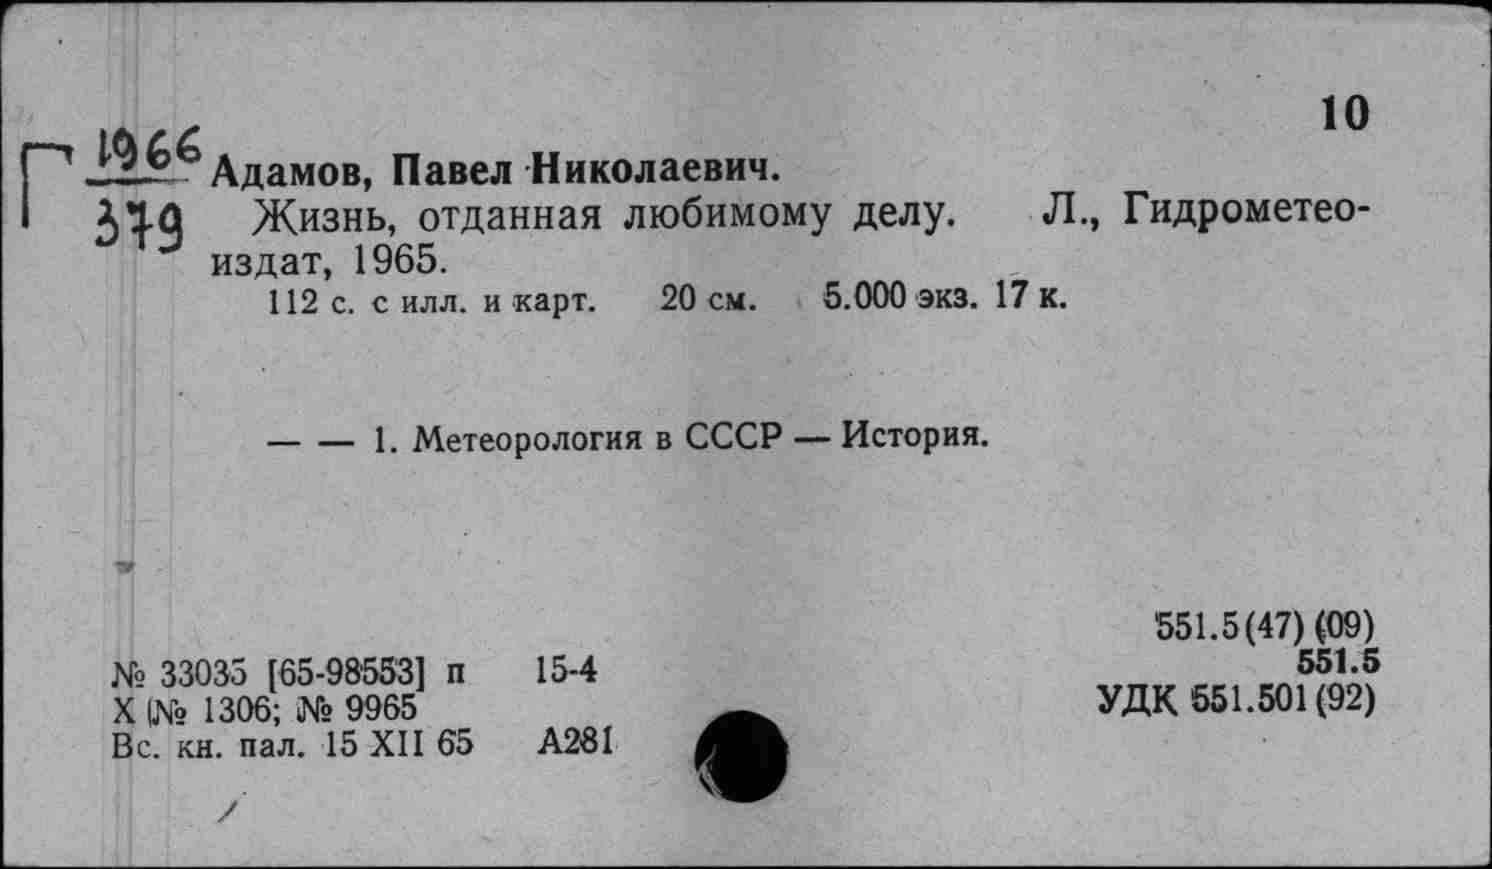 10
Г 1966
379
Адамов, Павел Николаевич.
Жизнь, отданная любимому делу. Л., Гидрометео-
издат, 1965.
112 с. с илл. и карт. 20 см. 5.000 экз. 17 к.
— — 1. Метеорология в СССР — История.
551.5(47)(09)
551.5
УДК 551.501(92)
№ 33035 [65-98553] п 15-4
X (№ 1306; № 9965
Вс. кн. пал. 15 XII 65 А281